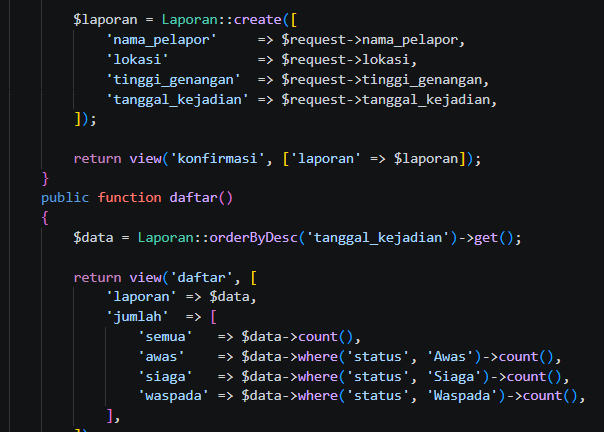 $laporan = Laporan::create([
'nama_pelapor' => $request->nama_pelapor,
'lokasi' => $request->lokasi,
'tinggi_genangan' => $request->tinggi_genangan,
'tanggal_kejadian' => $request->tanggal_kejadian,
]);
return view('konfirmasi', ['laporan' => $laporan]);
}
public function daftar()
{
$data = Laporan::orderByDesc('tanggal_kejadian')->get();
return view('daftar', [
'laporan' => $data,
'jumlah' => [
'semua' => $data->count(),
'awas' => $data->where('status', 'Awas')->count(),
'siaga' => $data->where('status', 'Siaga')->count(),
'waspada' => $data->where('status', 'Waspada')->count(),
],